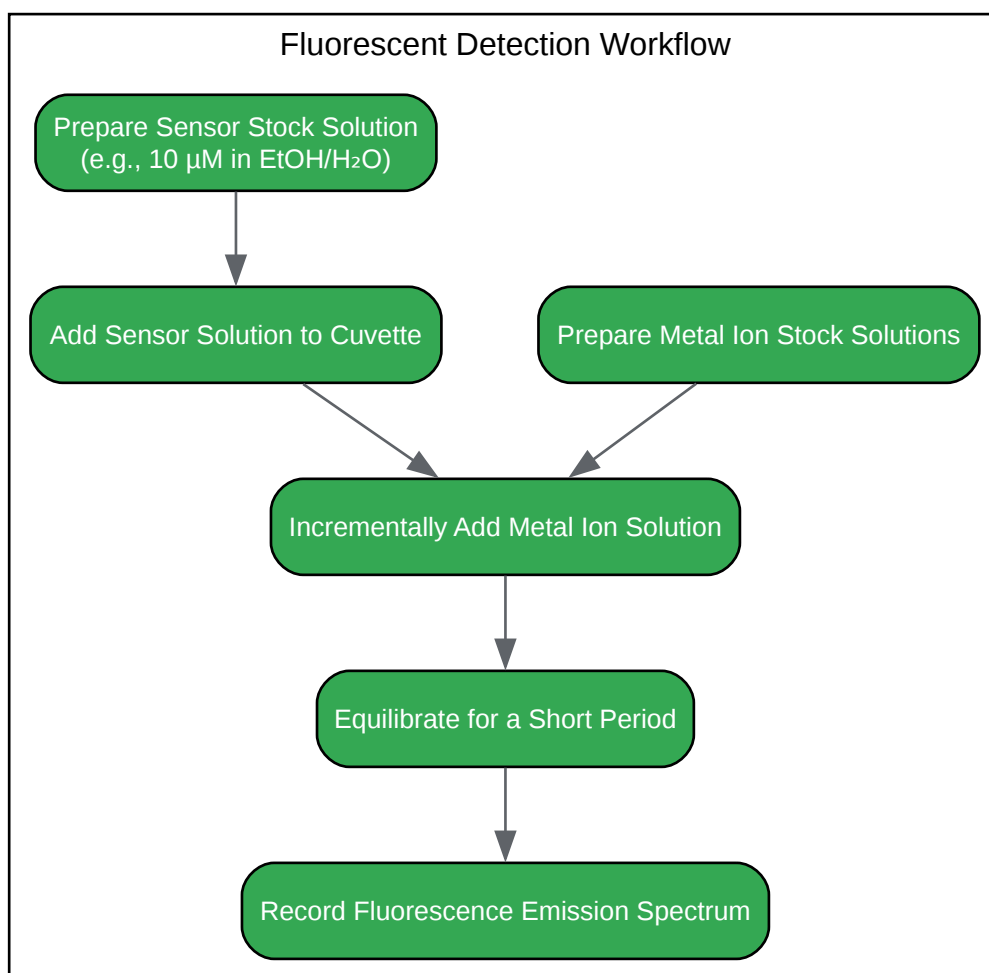 Fluorescent Detection Workflow
Prepare Sensor Stock Solution
(e.g., 10 µM in EtOH/H₂O)
Add Sensor Solution to Cuvette
Prepare Metal Ion Stock Solutions
Incrementally Add Metal Ion Solution
Equilibrate for a Short Period
Record Fluorescence Emission Spectrum